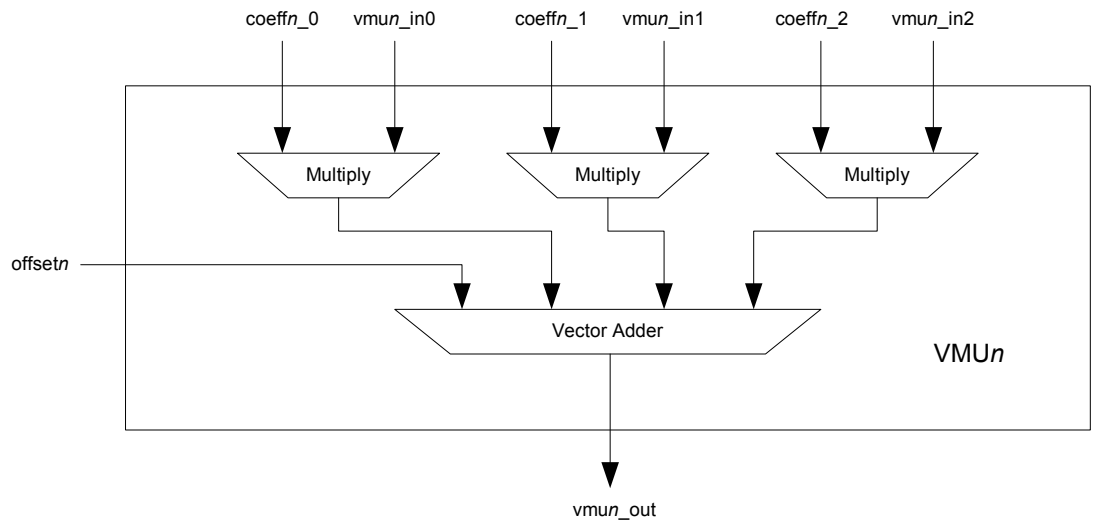 coeffn_0 vmun_in0 coeffn_1 vmun_in1 coeffn_2 vmun_in2
Multiply Multiply Multiply
offsetn
Vector Adder
VMUn
vmun_out